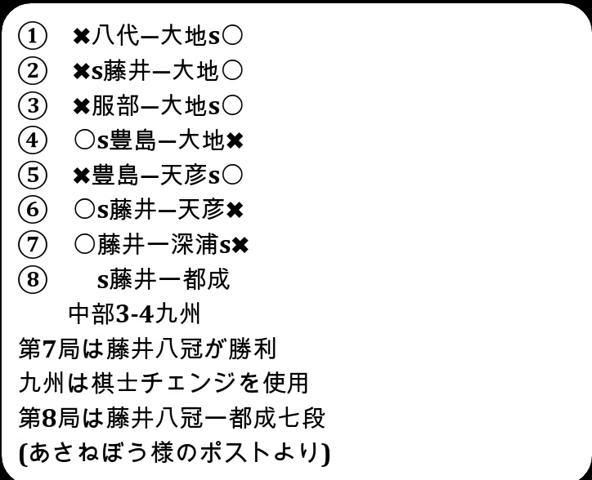 ① ✖八代ー大地s○
② ✖s藤井ー大地○
③ ✖服部ー大地s○
④ ○s豊島ー大地✖
⑤ ✖豊島ー天彦s○
⑥ ○s藤井ー天彦✖
⑦ ○藤井ー深浦s✖
⑧ s藤井ー都成
中部3-4九州
第7局は藤井八冠が勝利
九州は棋士チェンジを使用
第8局は藤井八冠ー都成七段
(あさねぼう様のポストより)